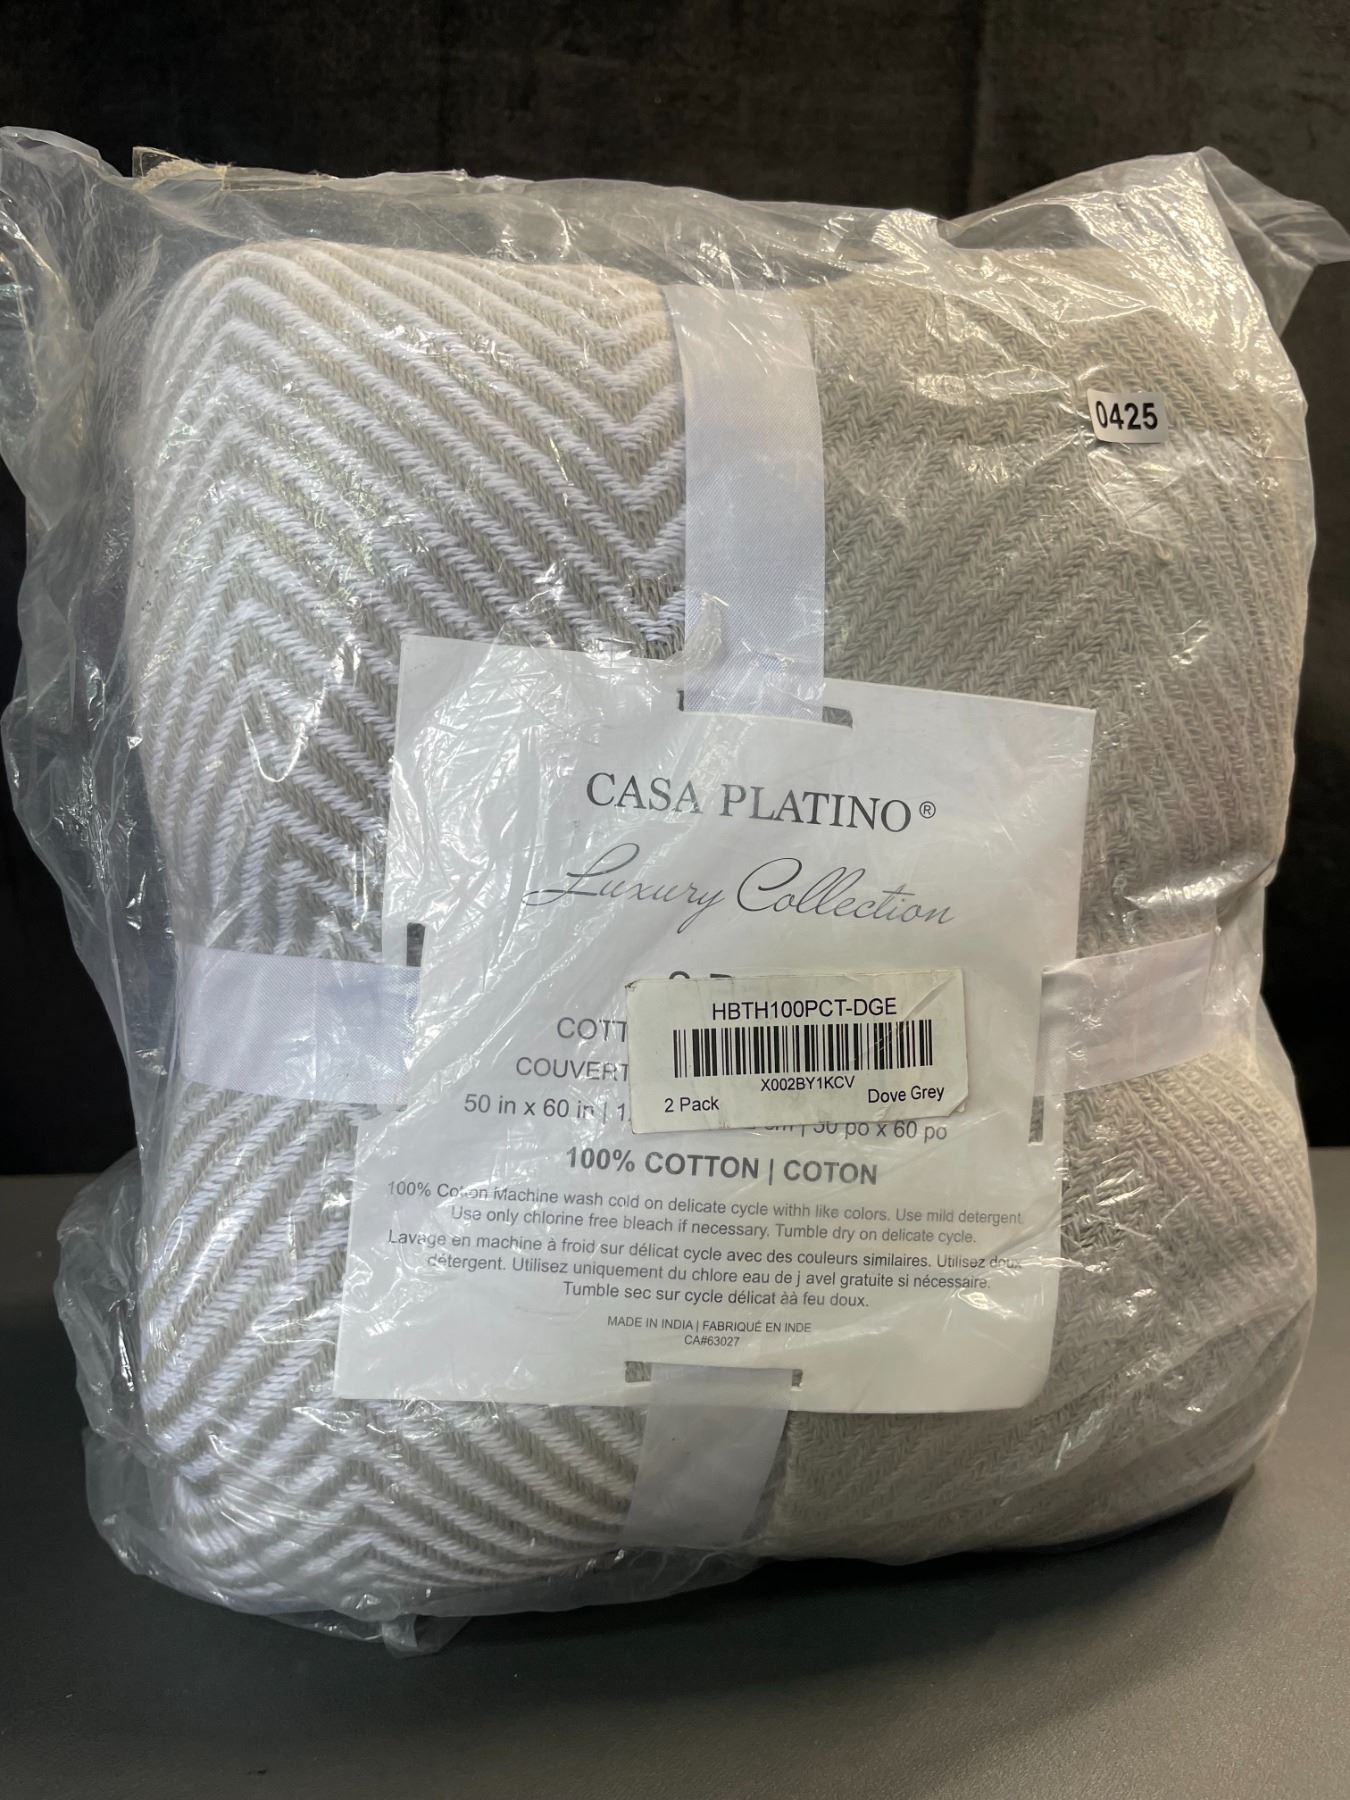 0425
CASA PLATINO®
Luxury Collection
HBTH100PCT-DGE
X002BY1KCV
2 Pack
Dove Grey
50 in x 60 in | 50 po x 60 po
100% COTTON | COTON
100% Cotton Machine wash cold on delicate cycle withh like colors. Use mild detergent.
Use only chlorine free bleach if necessary. Tumble dry on delicate cycle.
Lavage en machine à froid sur délicat cycle avec des couleurs similaires. Utilisez doux
détergent. Utilisez uniquement du chlore eau de j avel gratuite si nécessaire.
Tumble sec sur cycle délicat àà feu doux.
MADE IN INDIA | FABRIQUÉ EN INDE
CA#63027